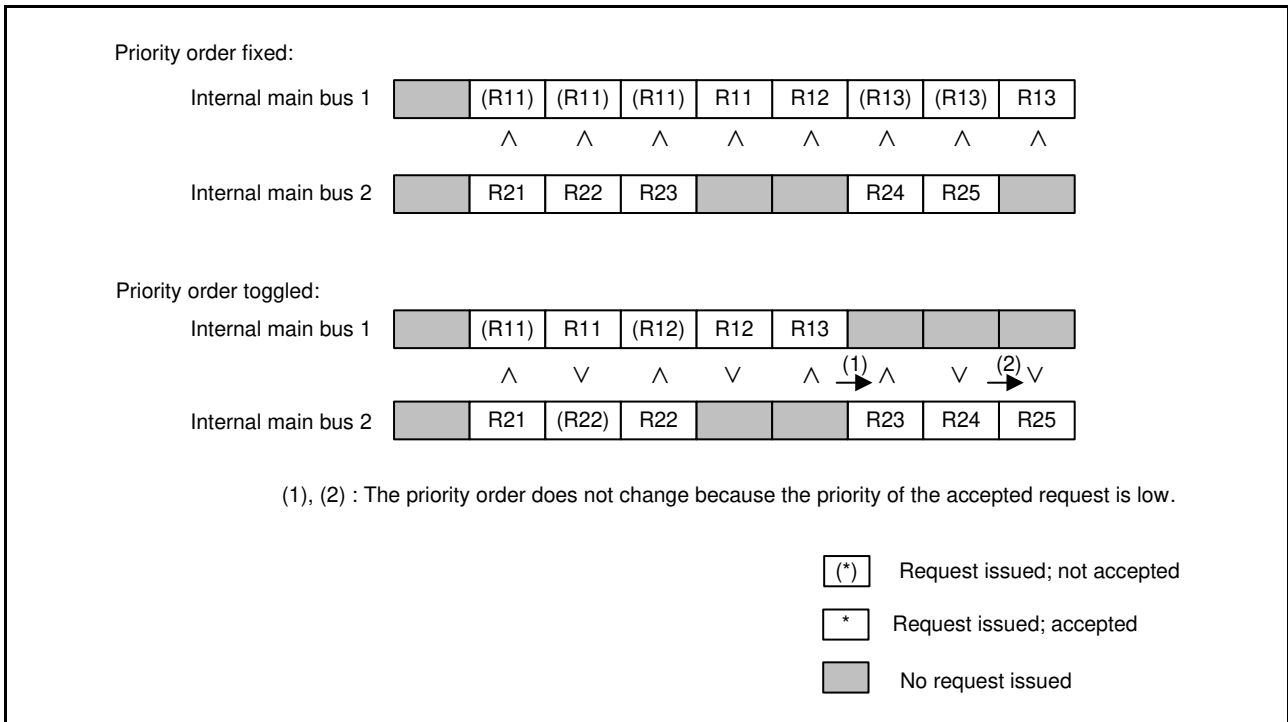 Priority order fixed:
Internal main bus 1 (R11) (R11) (R11) R11 R12 (R13) (R13) R13
∧ ∧ ∧ ∧ ∧ ∧ ∧ ∧
Internal main bus 2 R21 R22 R23 R24 R25
Priority order toggled:
Internal main bus 1 (R11) R11 (R12) R12 R13
∧ ∨ ∧ ∨ ∧ (1) ∧ ∨ (2) ∨
Internal main bus 2 R21 (R22) R22 R23 R24 R25
(1), (2) : The priority order does not change because the priority of the accepted request is low.
(*) Request issued; not accepted
* Request issued; accepted
No request issued